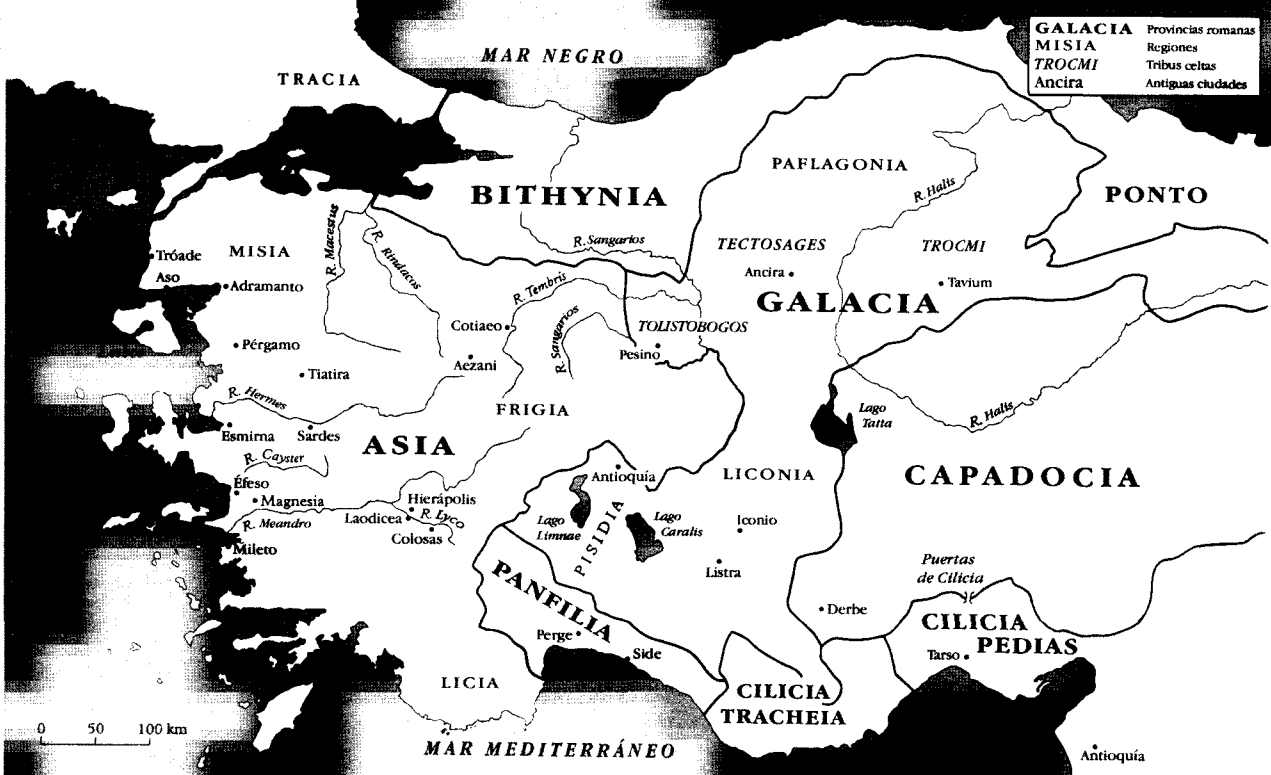 GALACIA Provincias romanas
MISIA Regiones
TROCMI Tribus celtas
Ancira Antiguas ciudades
MAR NEGRO
TRACIA
PAFLAGONIA
BITHYNIA
PONTO
R. Halis
R. Macestus
R. Rindacos
R. Sangarios
TECTOSAGES
TROCMI
MISIA
Tróade
Aso
Adramanto
Ancira
Tavium
GALACIA
R. Tembris
Cotiaeo
R. Sangarios
TOLISTOBOGOS
Pesino
Aezani
Pérgamo
Tiatira
R. Hermes
FRIGIA
Lago
Tatta
R. Halis
Esmirna
Sardes
ASIA
R. Cayster
Antioquía
LICONIA
CAPADOCIA
Éfeso
Magnesia
Hierápolis
Laodicea
R. Lyco
Colosas
R. Meandro
Mileto
Lago
Limnae
PISIDIA
Lago
Caralis
Iconio
Listra
PANFILIA
Puertas
de Cilicia
Derbe
CILICIA
PEDIAS
Perge
Side
Tarso
LICIA
CILICIA
TRACHEIA
0 50 100 km
MAR MEDITERRÁNEO
Antioquía